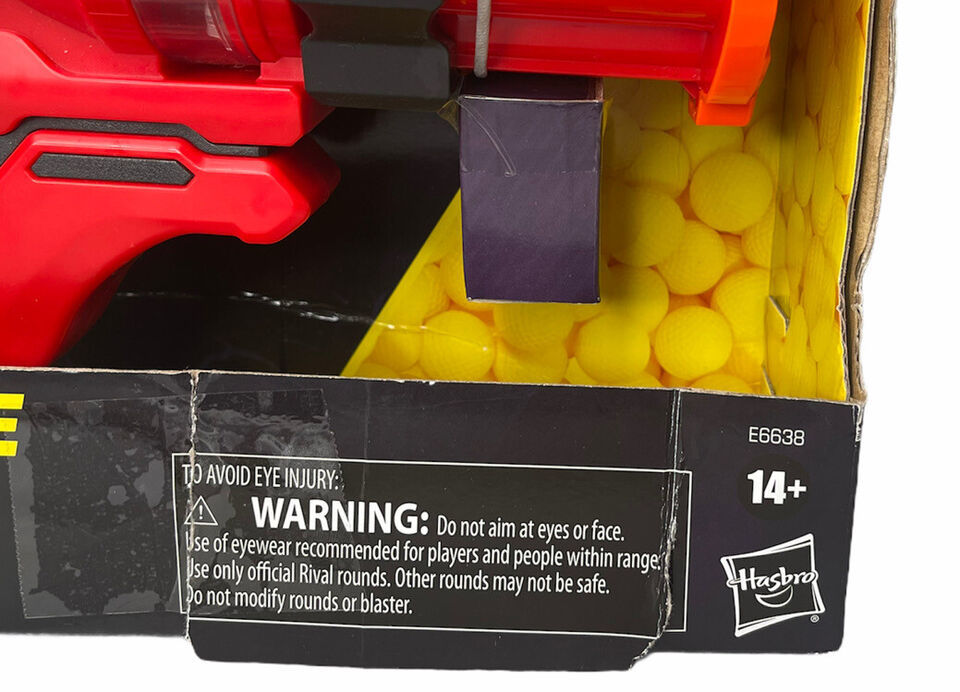 E6638
14+
TO AVOID EYE INJURY:
WARNING: Do not aim at eyes or face.
Use of eyewear recommended for players and people within range.
Use only official Rival rounds. Other rounds may not be safe.
Do not modify rounds or blaster.
Hasbro®